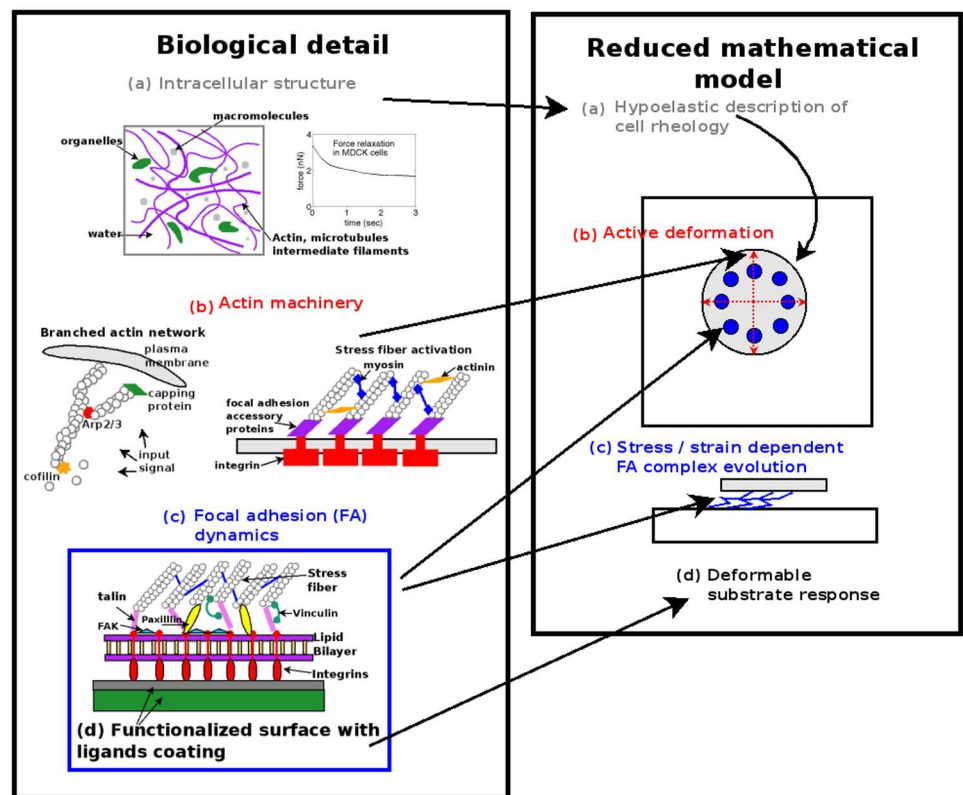 Biological detail
(a) Intracellular structure
macromolecules
organelles
water
Actin, microtubules
intermediate filaments
Force relaxation
in MDCK cells
force (nN)
4
2
0
0
1
2
3
time (sec)
(b) Actin machinery
Branched actin network
plasma
membrane
capping
protein
Arp2/3
input
signal
cofilin
Stress fiber activation
myosin
actinin
focal adhesion
accessory
proteins
integrin
(c) Focal adhesion (FA)
dynamics
Stress
fiber
talin
Paxilllin
Vinculin
FAK
Lipid
Bilayer
Integrins
(d) Functionalized surface with
ligands coating
Reduced mathematical
model
(a) Hypoelastic description of
cell rheology
(b) Active deformation
(c) Stress / strain dependent
FA complex evolution
(d) Deformable
substrate response